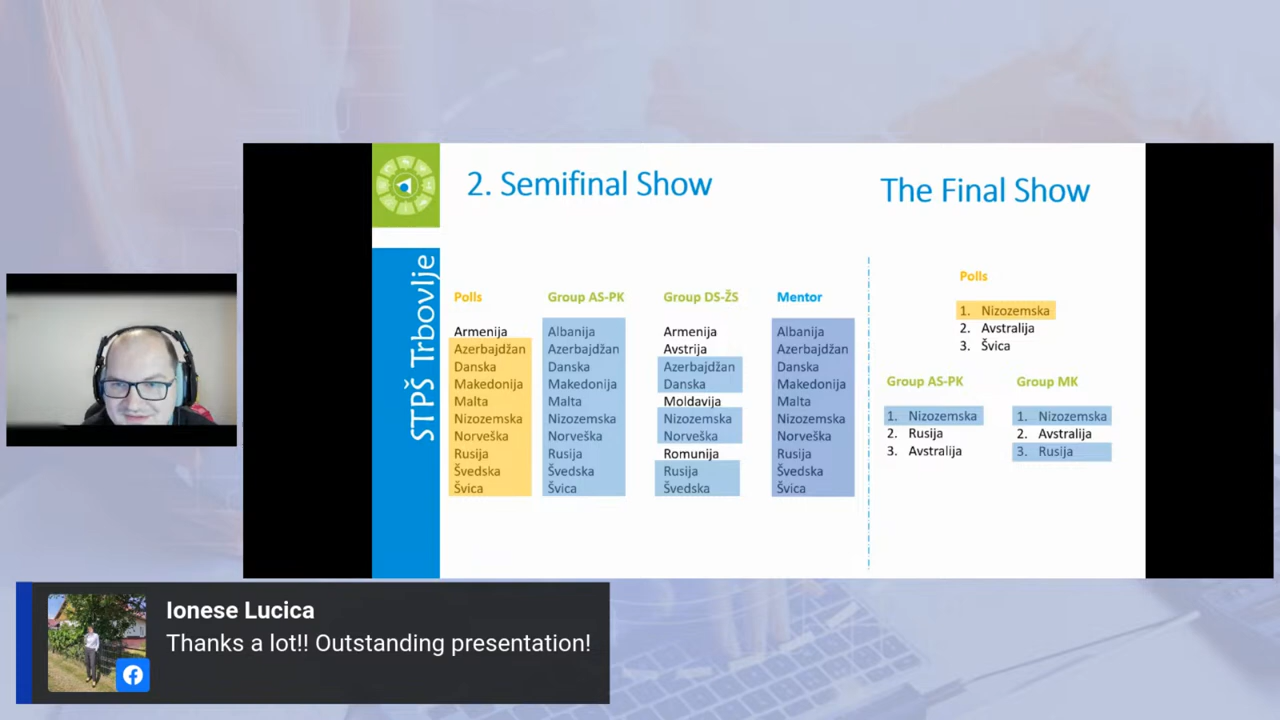 2. Semifinal Show
The Final Show
STPŠ Trbovlje
Polls
Armenija
Azerbajdžan
Danska
Makedonija
Malta
Nizozemska
Norveška
Rusija
Švedska
Švica
Group AS-PK
Albanija
Azerbajdžan
Danska
Makedonija
Malta
Nizozemska
Norveška
Rusija
Švedska
Švica
Group DS-ŽS
Armenija
Avstrija
Azerbajdžan
Danska
Moldavija
Nizozemska
Norveška
Romunija
Rusija
Švedska
Mentor
Albanija
Azerbajdžan
Danska
Makedonija
Malta
Nizozemska
Norveška
Rusija
Švedska
Švica
Polls
1. Nizozemska
2. Avstralija
3. Švica
Group AS-PK
1. Nizozemska
2. Rusija
3. Avstralija
Group MK
1. Nizozemska
2. Avstralija
3. Rusija
Ionese Lucica
Thanks a lot!! Outstanding presentation!